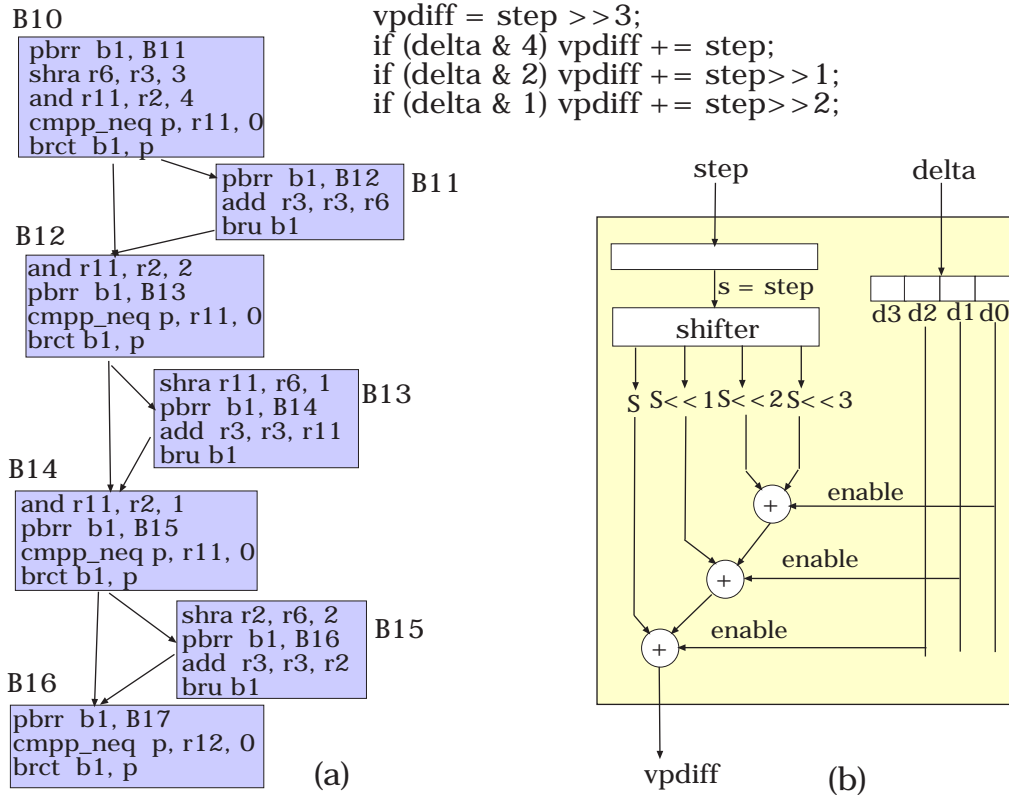 B10
pbrr b1, B11
shra r6, r3, 3
and r11, r2, 4
cmpp_neq p, r11, 0
brct b1, p
vpdiff = step >>3;
if (delta & 4) vpdiff += step;
if (delta & 2) vpdiff += step>>1;
if (delta & 1) vpdiff += step>>2;
pbrr b1, B12
add r3, r3, r6
bru b1
B11
B12
and r11, r2, 2
pbrr b1, B13
cmpp_neq p, r11, 0
brct b1, p
shra r11, r6, 1
pbrr b1, B14
add r3, r3, r11
bru b1
B13
B14
and r11, r2, 1
pbrr b1, B15
cmpp_neq p, r11, 0
brct b1, p
shra r2, r6, 2
pbrr b1, B16
add r3, r3, r2
bru b1
B15
B16
pbrr b1, B17
cmpp_neq p, r12, 0
brct b1, p
(a)
step
delta
s = step
d3 d2 d1 d0
shifter
S S<<1 S<<2 S<<3
enable
+
enable
+
enable
+
vpdiff
(b)